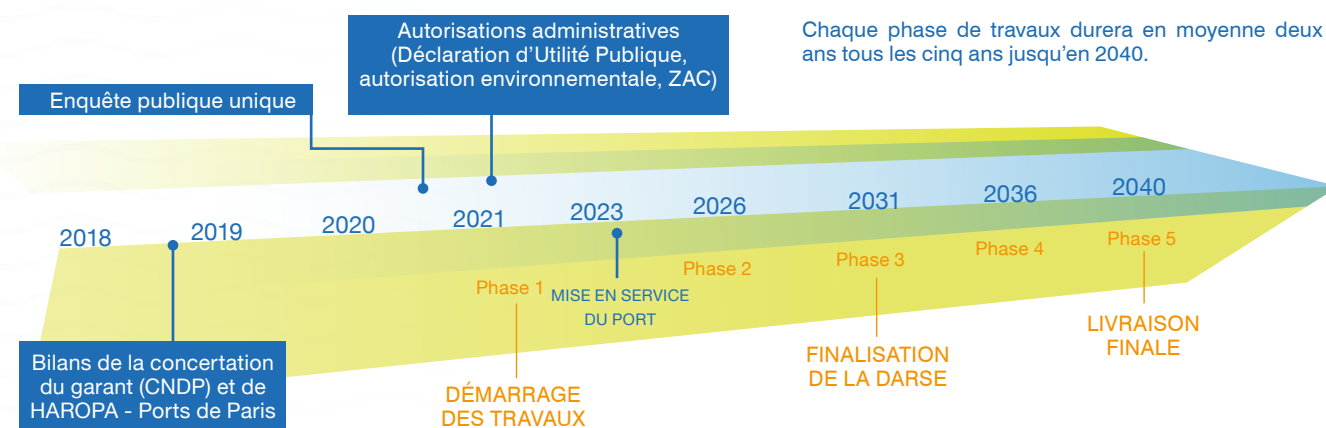 Autorisations administratives
(Déclaration d'Utilité Publique,
autorisation environnementale, ZAC)
Chaque phase de travaux durera en moyenne deux
ans tous les cinq ans jusqu'en 2040.
Enquête publique unique
2018
2019
2020
2021
2023
2026
2031
2036
2040
Phase 1
Phase 2
Phase 3
Phase 4
Phase 5
MISE EN SERVICE
DU PORT
Bilans de la concertation
du garant (CNDP) et de
HAROPA - Ports de Paris
DÉMARRAGE
DES TRAVAUX
FINALISATION
DE LA DARSE
LIVRAISON
FINALE